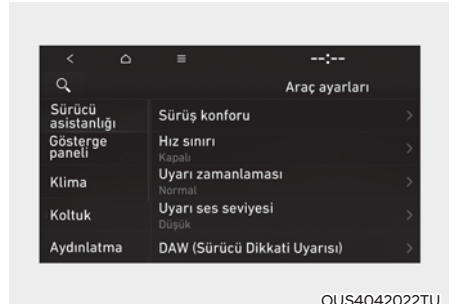 --:--
Araç ayarları
Sürücü asistanlığı
Sürüş konforu
Gösterge paneli
Hız sınırı
Kapalı
Klima
Uyarı zamanlaması
Normal
Koltuk
Uyarı ses seviyesi
Düşük
Aydınlatma
DAW (Sürücü Dikkati Uyarısı)
OUS4042022TU